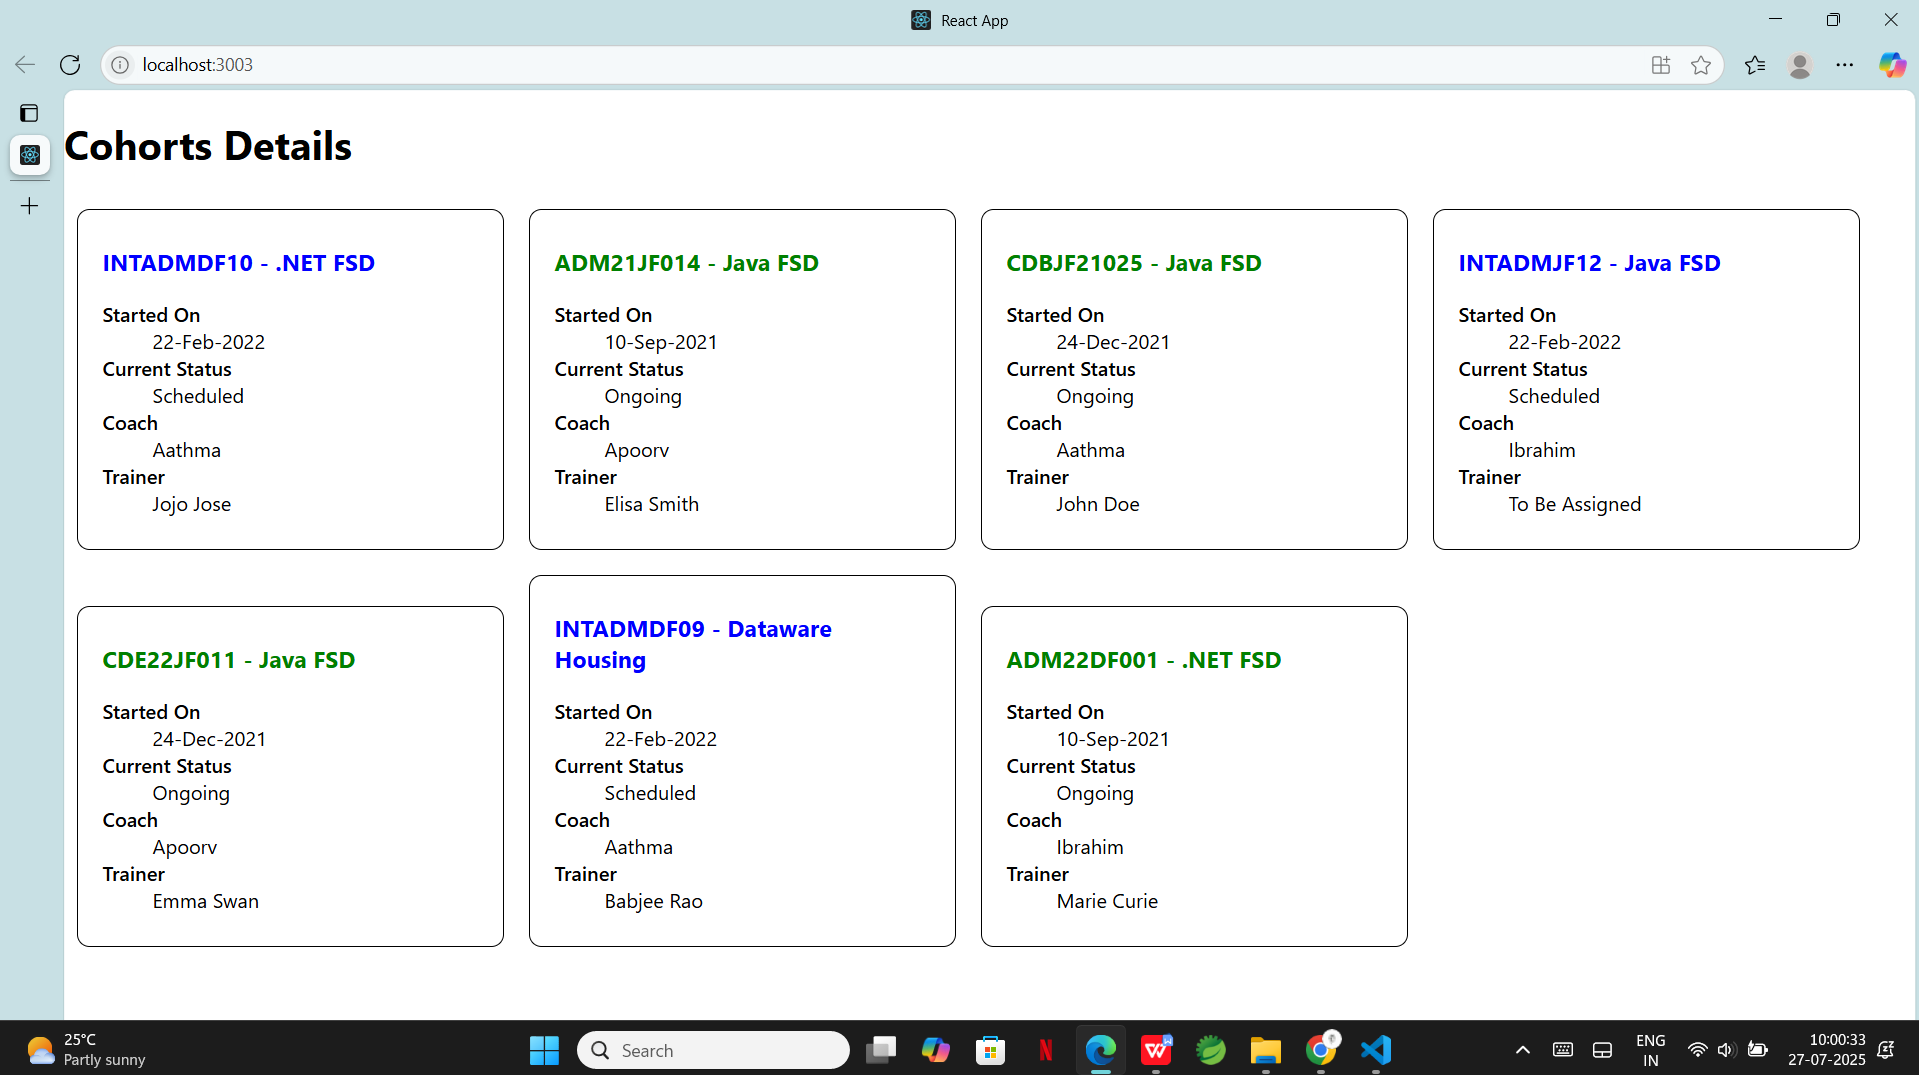 React App
localhost:3003
Cohorts Details
INTADMDF10 - .NET FSD
Started On
22-Feb-2022
Current Status
Scheduled
Coach
Aathma
Trainer
Jojo Jose
ADM21JF014 - Java FSD
Started On
10-Sep-2021
Current Status
Ongoing
Coach
Apoorv
Trainer
Elisa Smith
CDBJF21025 - Java FSD
Started On
24-Dec-2021
Current Status
Ongoing
Coach
Aathma
Trainer
John Doe
INTADMJF12 - Java FSD
Started On
22-Feb-2022
Current Status
Scheduled
Coach
Ibrahim
Trainer
To Be Assigned
CDE22JF011 - Java FSD
Started On
24-Dec-2021
Current Status
Ongoing
Coach
Apoorv
Trainer
Emma Swan
INTADMDF09 - Dataware
Housing
Started On
22-Feb-2022
Current Status
Scheduled
Coach
Aathma
Trainer
Babjee Rao
ADM22DF001 - .NET FSD
Started On
10-Sep-2021
Current Status
Ongoing
Coach
Ibrahim
Trainer
Marie Curie
25°C
Partly sunny
Search
ENG
IN
10:00:33
27-07-2025